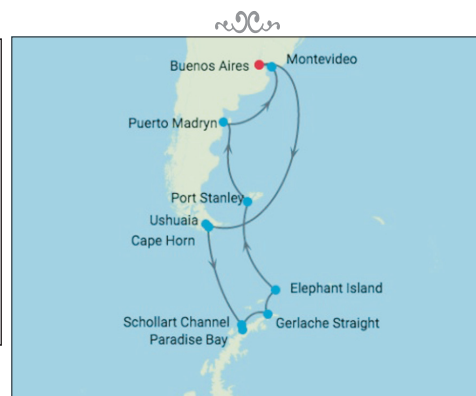 Montevideo
Buenos Aires
Puerto Madryn
Port Stanley
Ushuaia
Cape Horn
Elephant Island
Schollart Channel
Gerlache Straight
Paradise Bay